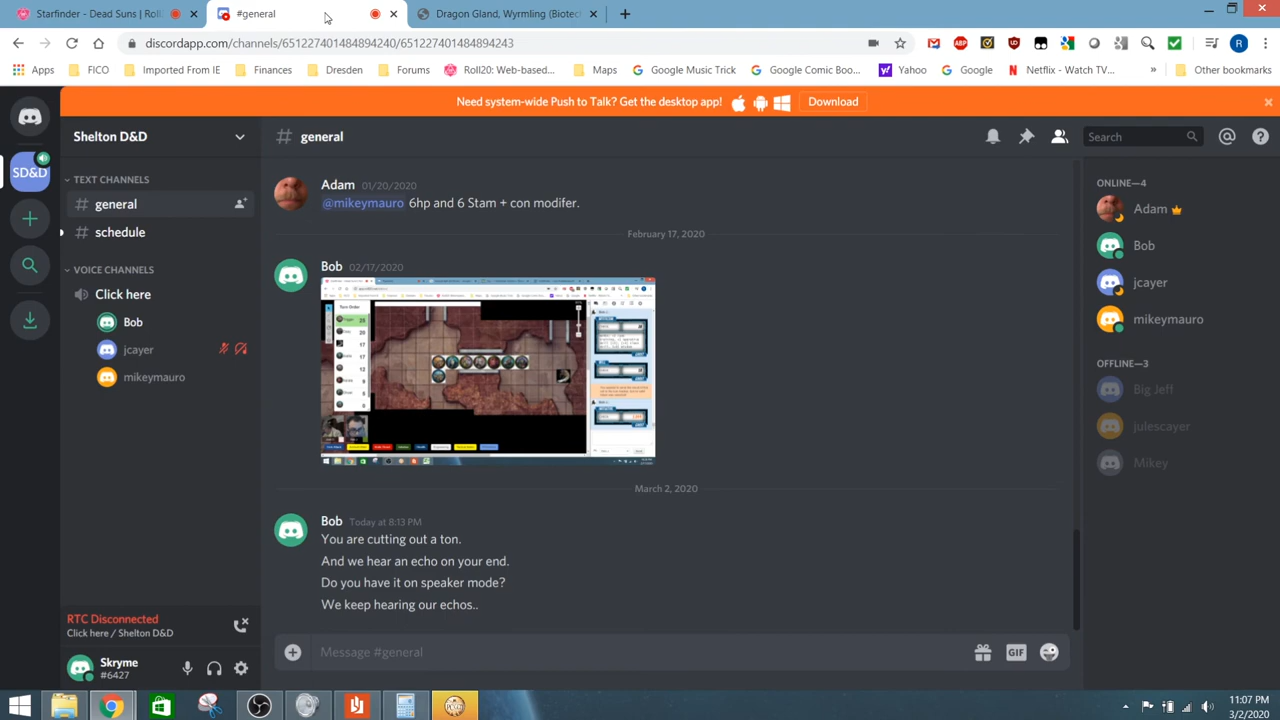 Starfinder - Dead Suns | Roll
#general
Dragon Gland, Wyrmling (Biotec
discordapp.com/channels/651227401484894240/651227401484894243
R
Apps
FICO
Imported From IE
Finances
Dresden
Forums
Roll20: Web-based...
Maps
Google Music Trick
Google Comic Boo...
Yahoo
Google
Netflix - Watch TV...
Other bookmarks
Need system-wide Push to Talk? Get the desktop app!
Download
Shelton D&D
# general
Search
SD&D
TEXT CHANNELS
# general
# schedule
VOICE CHANNELS
Click here
Bob
jcayer
mikeymauro
Adam 01/20/2020
@mikeymauro 6hp and 6 Stam + con modifer.
February 17, 2020
Bob 02/17/2020
Turn Order
March 2, 2020
Bob Today at 8:13 PM
You are cutting out a ton.
And we hear an echo on your end.
Do you have it on speaker mode?
We keep hearing our echos..
Message #general
GIF
ONLINE—4
Adam
Bob
jcayer
mikeymauro
OFFLINE—3
Big Jeff
julescayer
Mikey
RTC Disconnected
Click here / Shelton D&D
Skryme
#6427
11:07 PM
3/2/2020